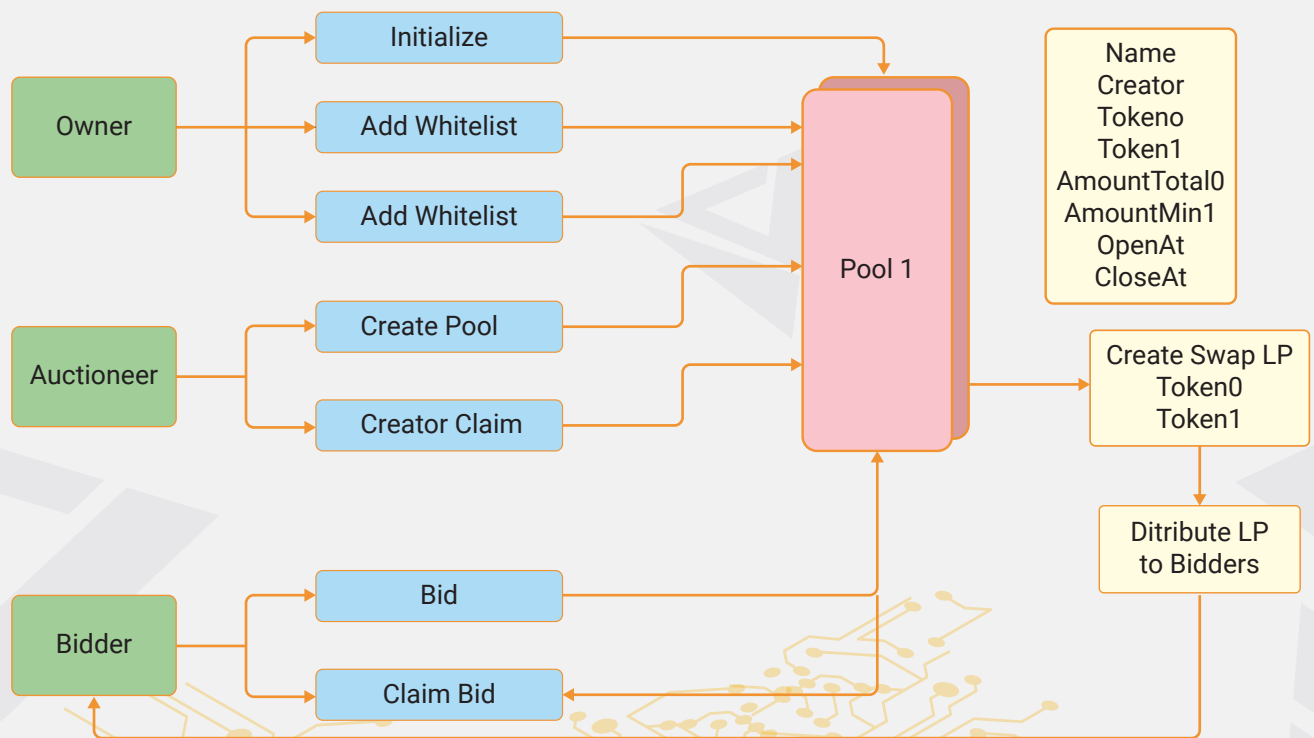 Owner
Initialize
Add Whitelist
Add Whitelist
Auctioneer
Create Pool
Creator Claim
Bidder
Bid
Claim Bid
Pool 1
Name
Creator
Tokeno
Token1
AmountTotal0
AmountMin1
OpenAt
CloseAt
Create Swap LP
Token0
Token1
Ditribute LP
to Bidders